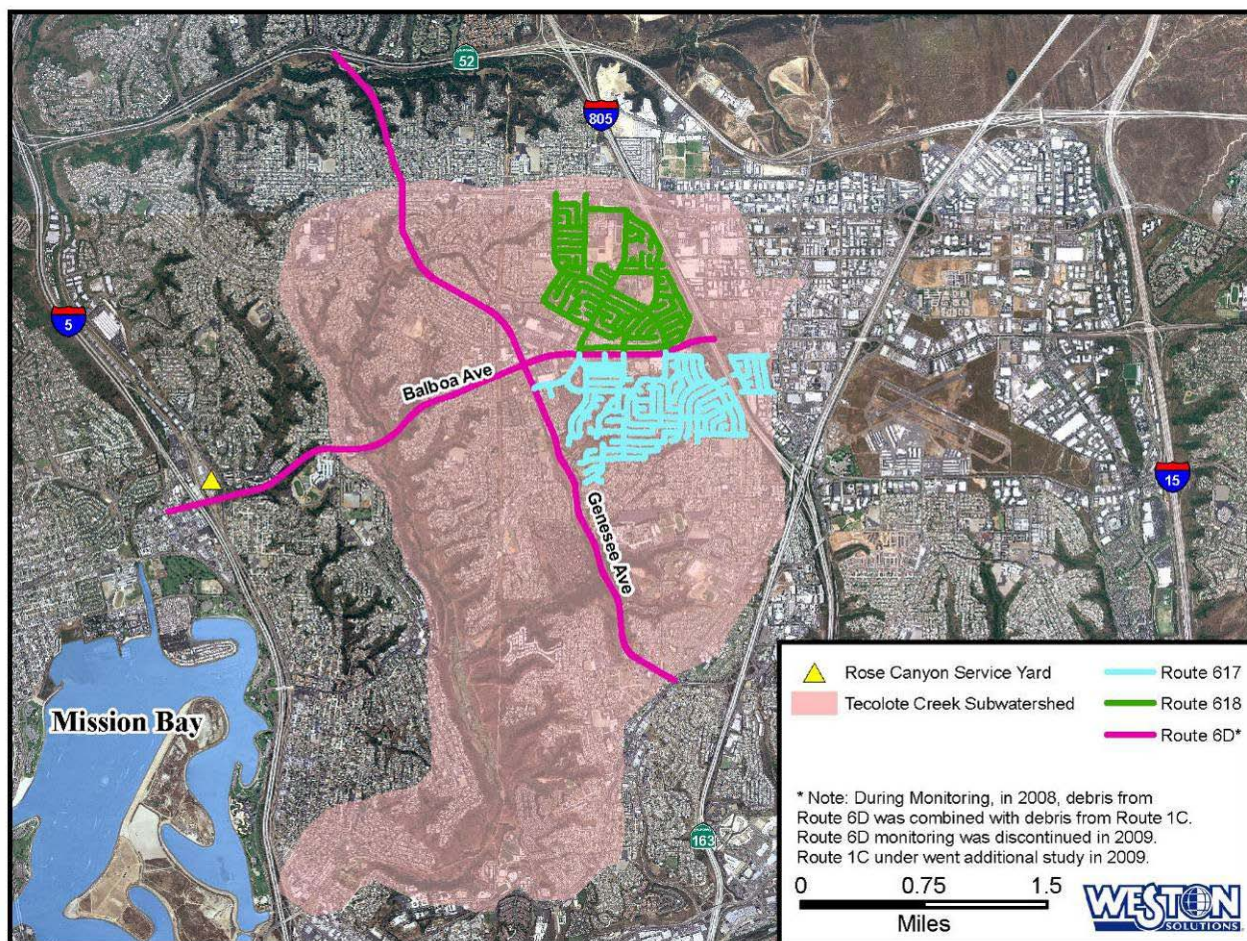 52
805
5
Balboa Ave
15
Genesee Ave
Mission Bay
163
Rose Canyon Service Yard
Tecolote Creek Subwatershed
Route 617
Route 618
Route 6D*
* Note: During Monitoring, in 2008, debris from
Route 6D was combined with debris from Route 1C.
Route 6D monitoring was discontinued in 2009.
Route 1C under went additional study in 2009.
0 0.75 1.5
Miles
WESTON
SOLUTIONS